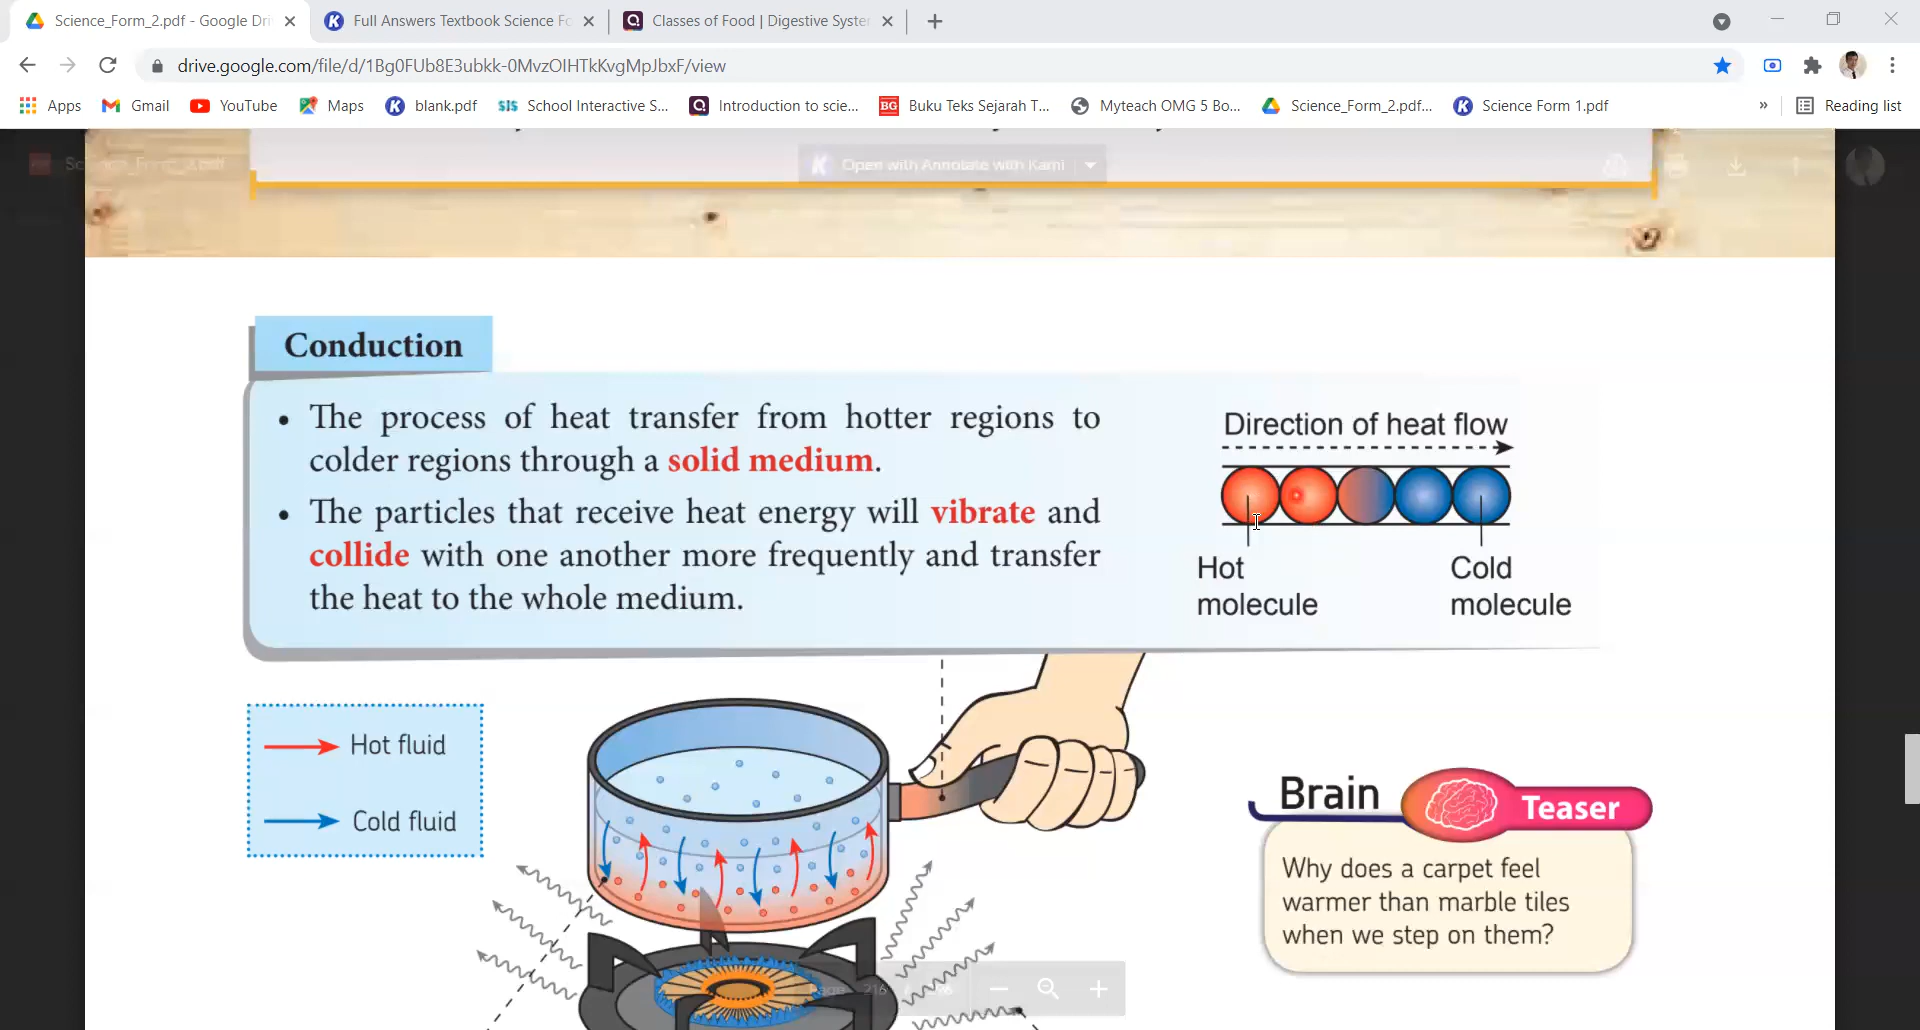 Science_Form_2.pdf - Google Dri
Full Answers Textbook Science Fo
Classes of Food | Digestive Syster
drive.google.com/file/d/1Bg0FUb8E3ubkk-0MvzOIHTkKvgMpJbxF/view
Apps
Gmail
YouTube
Maps
blank.pdf
SIS
School Interactive S...
Introduction to scie...
BG
Buku Teks Sejarah T...
Myteach OMG 5 Bo...
Science_Form_2.pdf...
Science Form 1.pdf
»
Reading list
Science_Form_2.pdf
Open with Annotate with Kami
Conduction
• The process of heat transfer from hotter regions to
colder regions through a solid medium.
• The particles that receive heat energy will vibrate and
collide with one another more frequently and transfer
the heat to the whole medium.
Direction of heat flow
Hot
molecule
Cold
molecule
Hot fluid
Cold fluid
Brain
Teaser
Why does a carpet feel
warmer than marble tiles
when we step on them?
Page 216 /